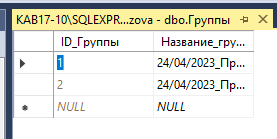 KAB17-10\SQLEXPR...zova - dbo.Группы
ID_Группы Название_гру...
1 24/04/2023_Пр...
2 24/04/2023_Пр...
NULL NULL